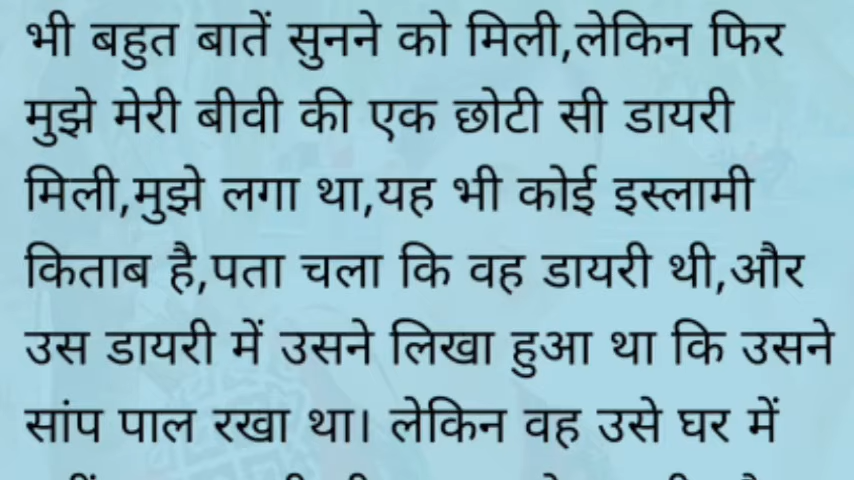 भी बहुत बातें सुनने को मिली,लेकिन फिर
मुझे मेरी बीवी की एक छोटी सी डायरी
मिली,मुझे लगा था,यह भी कोई इस्लामी
किताब है,पता चला कि वह डायरी थी,और
उस डायरी में उसने लिखा हुआ था कि उसने
सांप पाल रखा था। लेकिन वह उसे घर में